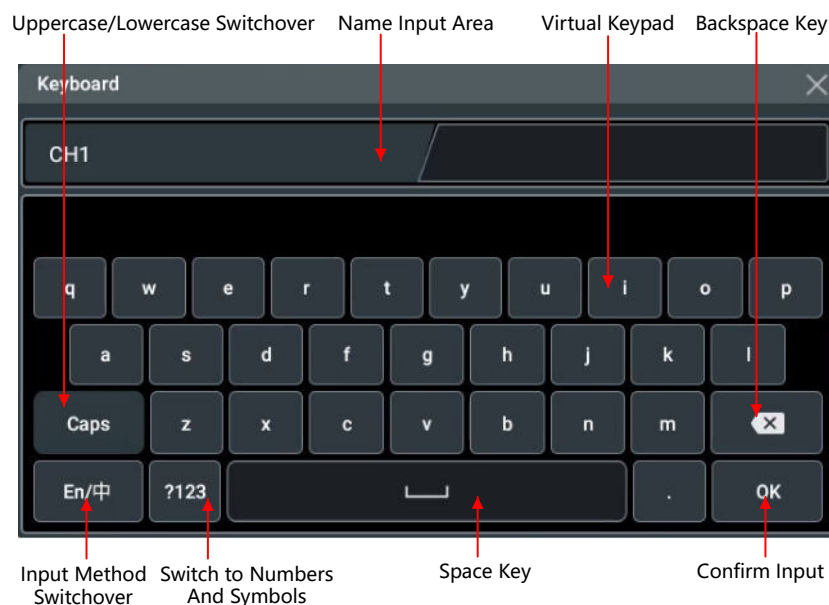 Uppercase/Lowercase Switchover Name Input Area Virtual Keypad Backspace Key
Keyboard
CH1
q w e r t y u i o p
a s d f g h j k l
Caps z x c v b n m
En/中 ?123 . OK
Input Method Switchover
Switch to Numbers And Symbols
Space Key
Confirm Input